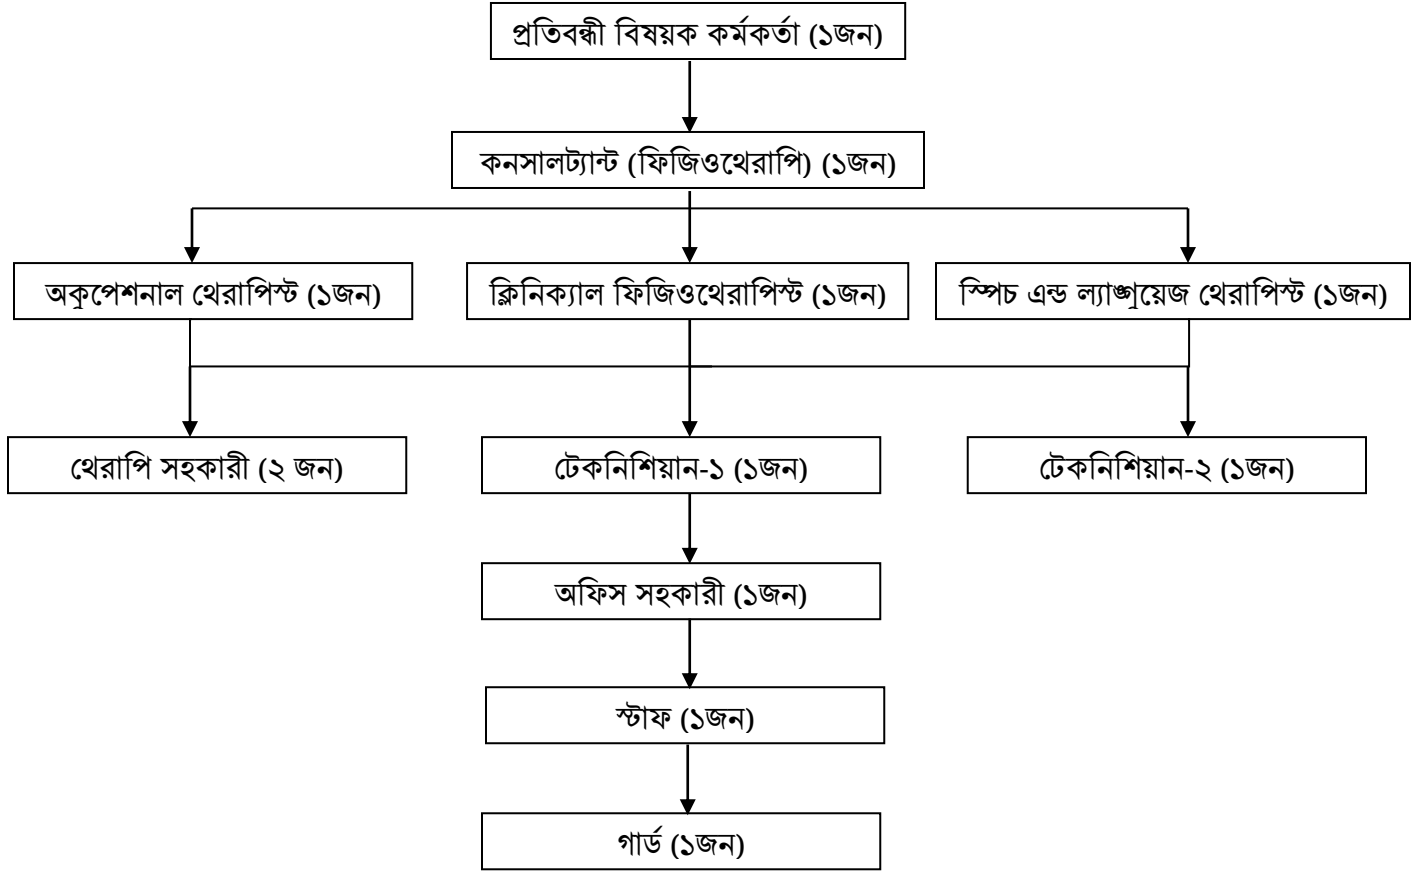 প্রতিবন্ধী বিষয়ক কর্মকর্তা (১জন)
কনসালট্যান্ট (ফিজিওথেরাপি) (১জন)
অকুপেশনাল থেরাপিস্ট (১জন)
ক্লিনিক্যাল ফিজিওথেরাপিস্ট (১জন)
স্পিচ এন্ড ল্যাঙ্গুয়েজ থেরাপিস্ট (১জন)
থেরাপি সহকারী (২ জন)
টেকনিশিয়ান-১ (১জন)
টেকনিশিয়ান-২ (১জন)
অফিস সহকারী (১জন)
স্টাফ (১জন)
গার্ড (১জন)